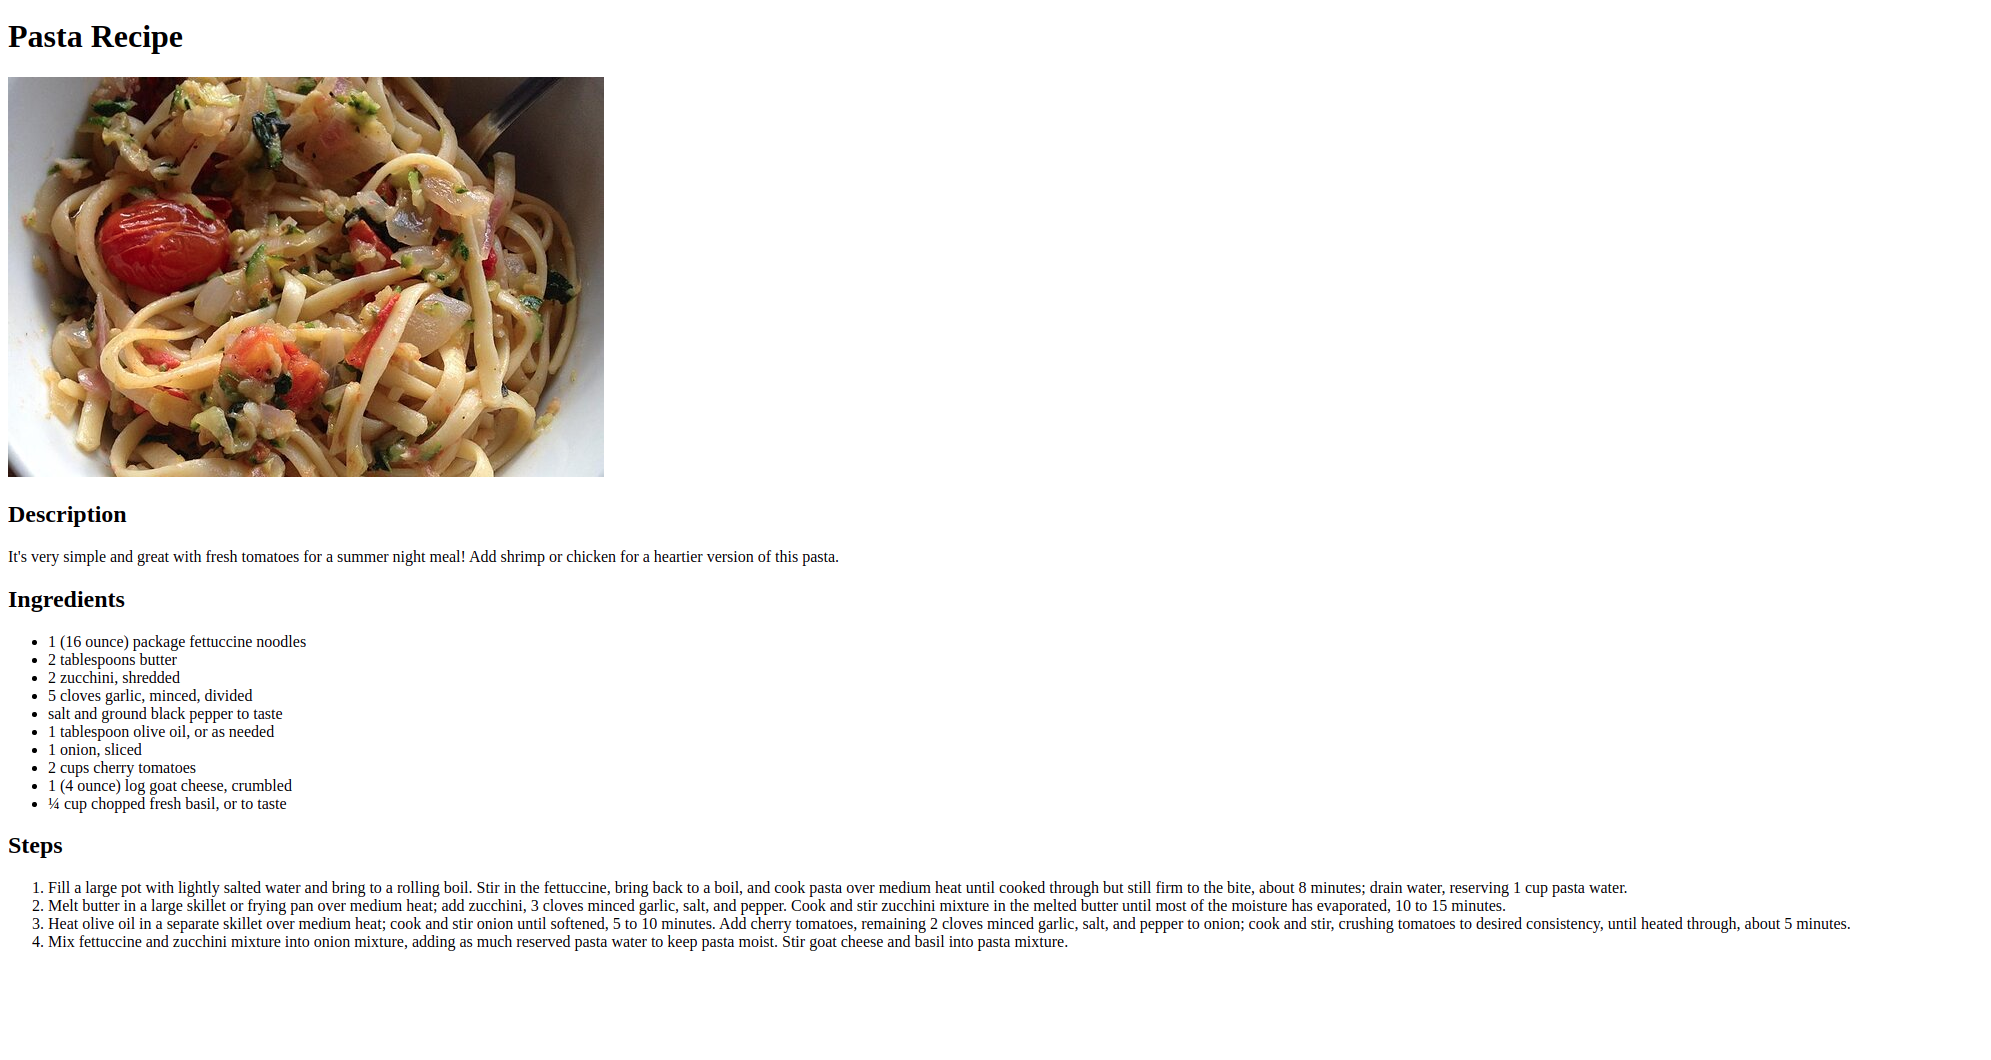 Pasta Recipe
Description
It's very simple and great with fresh tomatoes for a summer night meal! Add shrimp or chicken for a heartier version of this pasta.
Ingredients
• 1 (16 ounce) package fettuccine noodles
• 2 tablespoons butter
• 2 zucchini, shredded
• 5 cloves garlic, minced, divided
• salt and ground black pepper to taste
• 1 tablespoon olive oil, or as needed
• 1 onion, sliced
• 2 cups cherry tomatoes
• 1 (4 ounce) log goat cheese, crumbled
• ¼ cup chopped fresh basil, or to taste
Steps
1. Fill a large pot with lightly salted water and bring to a rolling boil. Stir in the fettuccine, bring back to a boil, and cook pasta over medium heat until cooked through but still firm to the bite, about 8 minutes; drain water, reserving 1 cup pasta water.
2. Melt butter in a large skillet or frying pan over medium heat; add zucchini, 3 cloves minced garlic, salt, and pepper. Cook and stir zucchini mixture in the melted butter until most of the moisture has evaporated, 10 to 15 minutes.
3. Heat olive oil in a separate skillet over medium heat; cook and stir onion until softened, 5 to 10 minutes. Add cherry tomatoes, remaining 2 cloves minced garlic, salt, and pepper to onion; cook and stir, crushing tomatoes to desired consistency, until heated through, about 5 minutes.
4. Mix fettuccine and zucchini mixture into onion mixture, adding as much reserved pasta water to keep pasta moist. Stir goat cheese and basil into pasta mixture.